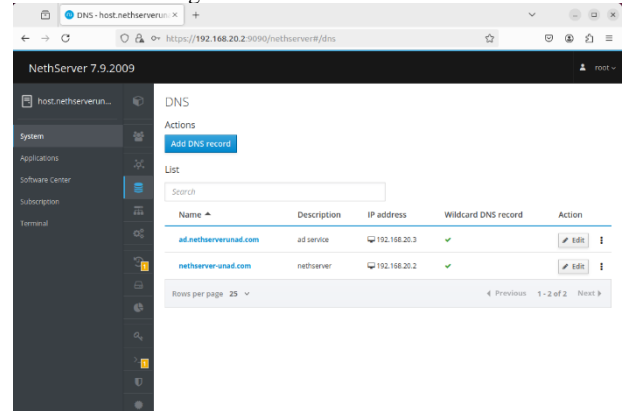 DNS - host.nethserverun
https://192.168.20.2:9090/nethserver#/dns
NethServer 7.9.2009
root
host.nethserverun...
System
Applications
Software Center
Subscription
Terminal
DNS
Actions
Add DNS record
List
Search
Name Description IP address Wildcard DNS record Action
ad.nethserverunad.com ad service 192.168.20.3 Edit
nethserver-unad.com nethserver 192.168.20.2 Edit
Rows per page 25 Previous 1 - 2 of 2 Next